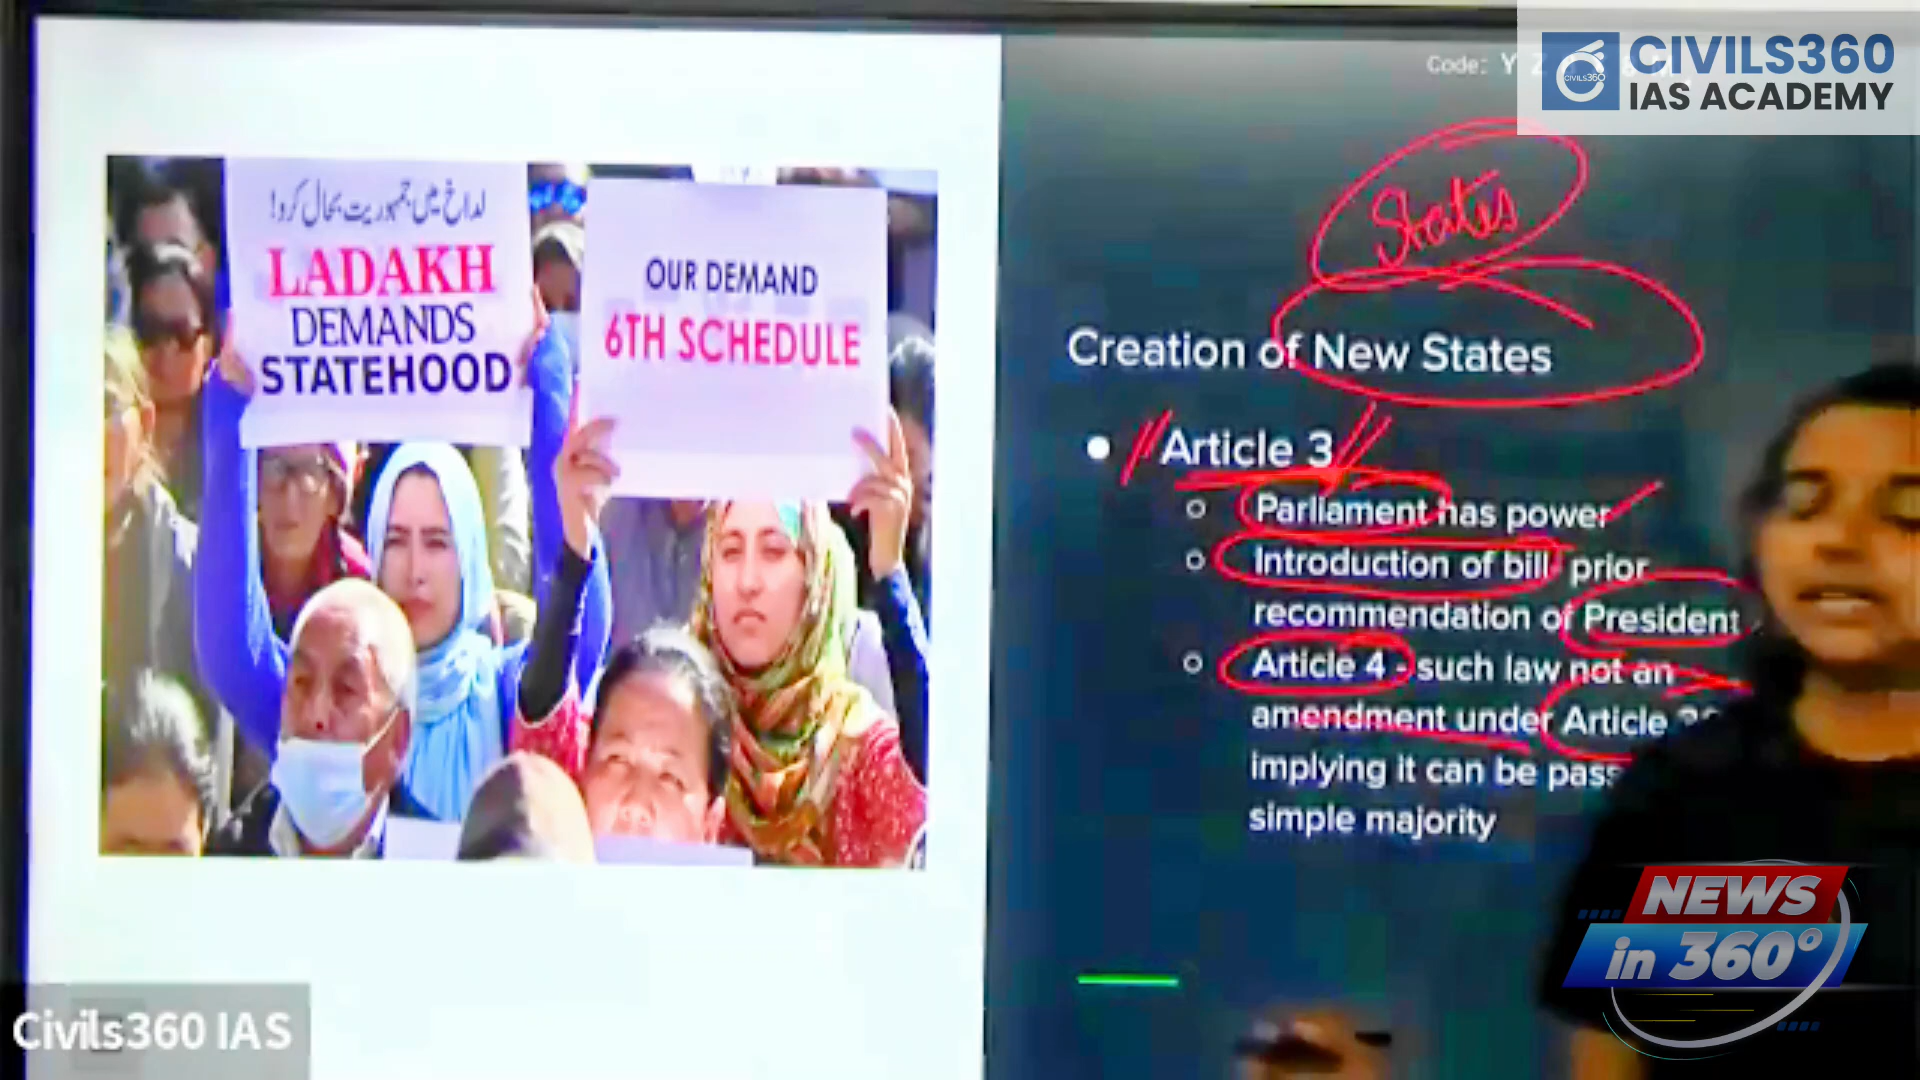 CIVILS360
IAS ACADEMY
CIVILS360
Code: Y
لداخ میں جمہوریت بحال کرو!
LADAKH
DEMANDS
STATEHOOD
OUR DEMAND
6TH SCHEDULE
States
Creation of New States
Article 3
Parliament has power
Introduction of bill- prior
recommendation of President
Article 4 - such law not an
amendment under Article
implying it can be
simple majority
NEWS
in 360°
Civils360 IAS